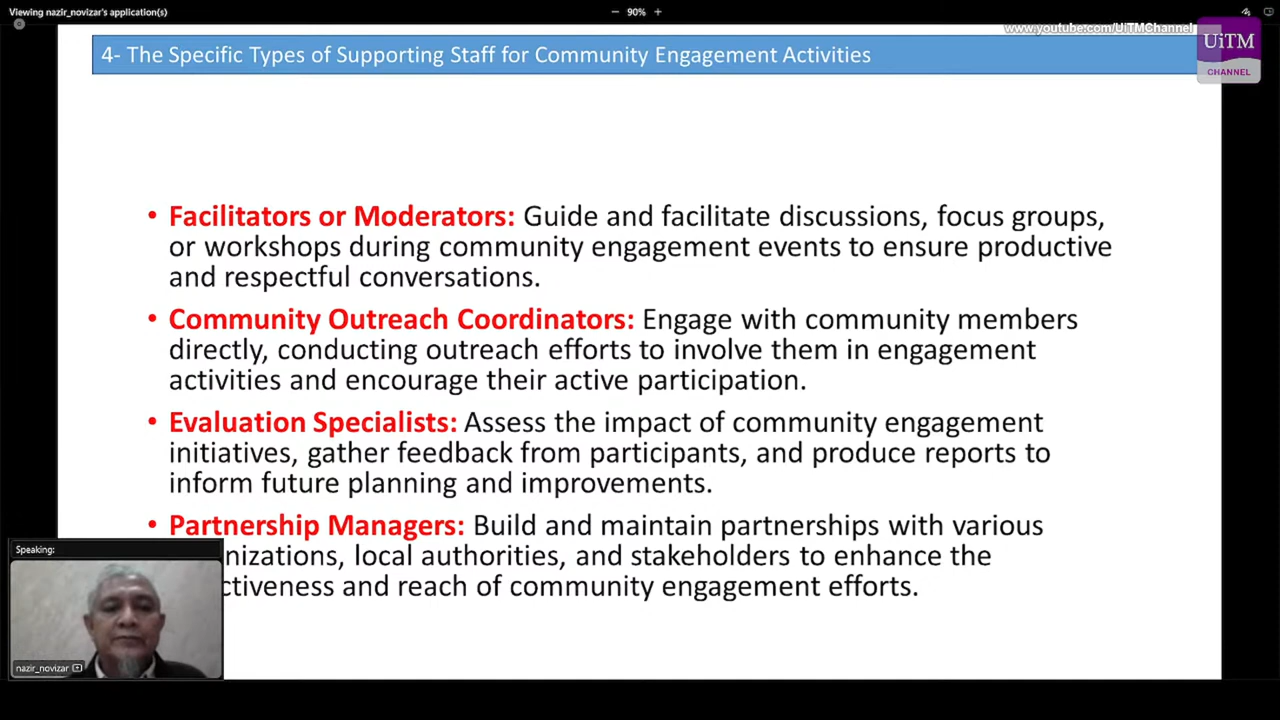 Viewing nazir_novizar's application(s)
90%
www.youtube.com/UiTMChannel
UiTM
CHANNEL
4- The Specific Types of Supporting Staff for Community Engagement Activities
• Facilitators or Moderators: Guide and facilitate discussions, focus groups,
or workshops during community engagement events to ensure productive
and respectful conversations.
• Community Outreach Coordinators: Engage with community members
directly, conducting outreach efforts to involve them in engagement
activities and encourage their active participation.
• Evaluation Specialists: Assess the impact of community engagement
initiatives, gather feedback from participants, and produce reports to
inform future planning and improvements.
• Partnership Managers: Build and maintain partnerships with various
local authorities, and stakeholders to enhance the
and reach of community engagement efforts.
Speaking:
nazir_novizar